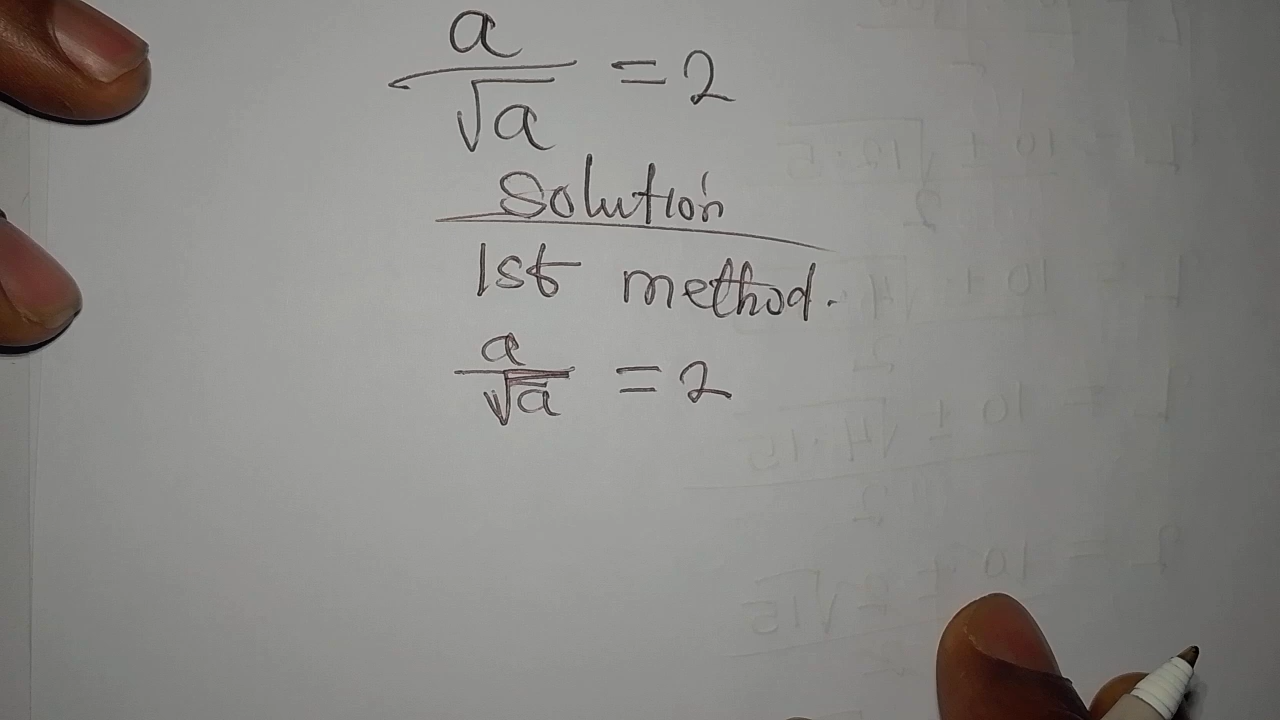 a/√a = 2
Solution
1st method.
a/√a = 2